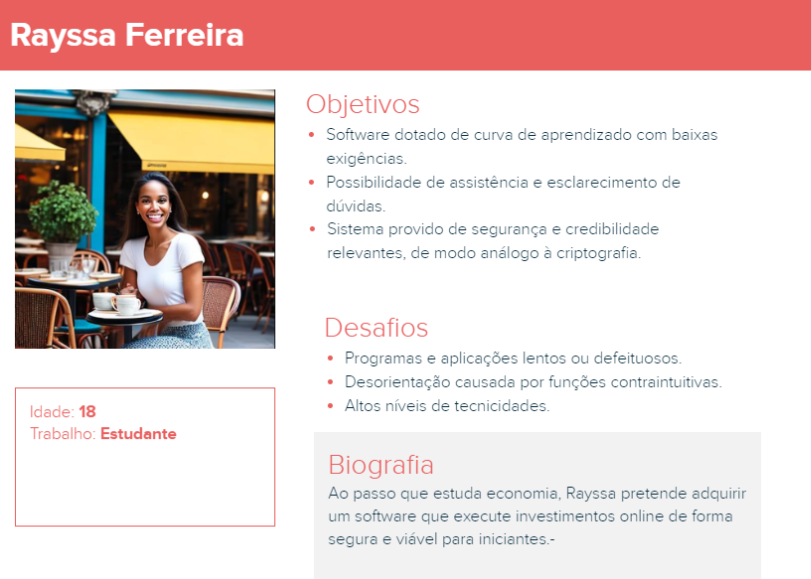 Rayssa Ferreira
Objetivos
• Software dotado de curva de aprendizado com baixas
exigências.
• Possibilidade de assistência e esclarecimento de
dúvidas.
• Sistema provido de segurança e credibilidade
relevantes, de modo análogo à criptografia.
Desafios
• Programas e aplicações lentos ou defeituosos.
• Desorientação causada por funções contraintuitivas.
• Altos níveis de tecnicidades.
Idade: 18
Trabalho: Estudante
Biografia
Ao passo que estuda economia, Rayssa pretende adquirir
um software que execute investimentos online de forma
segura e viável para iniciantes.-